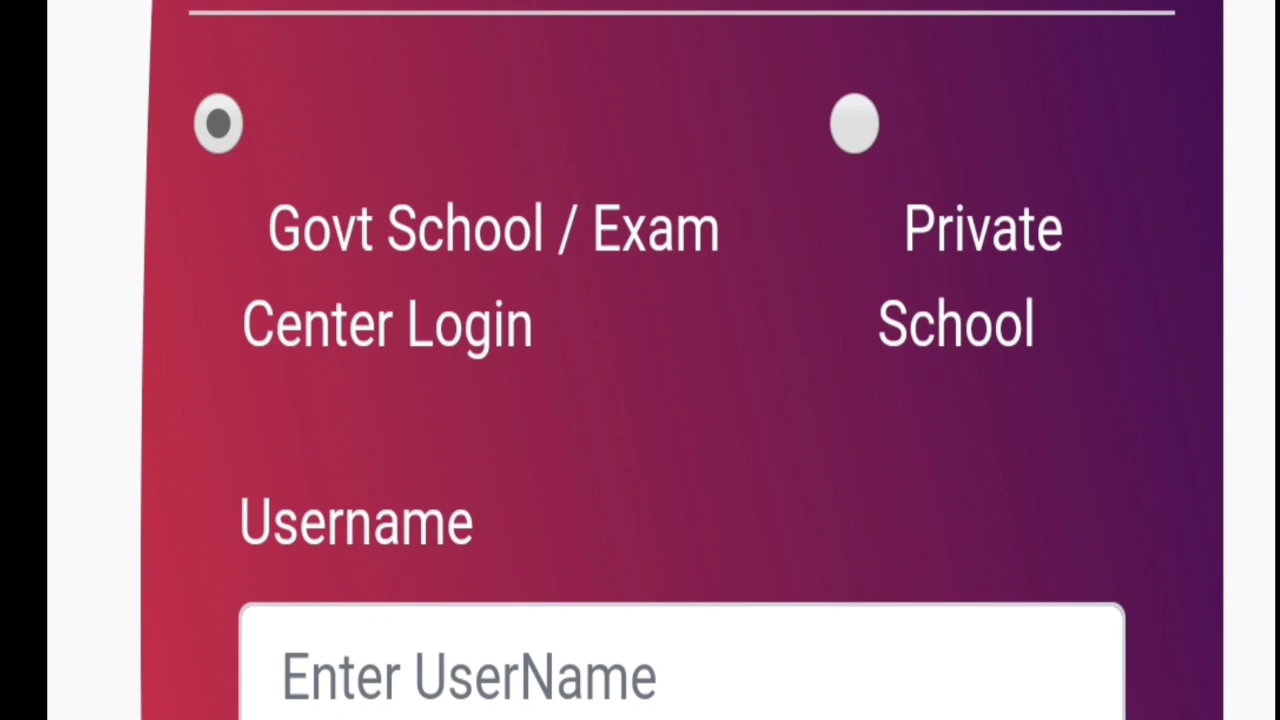 Govt School / Exam Private
Center Login School
Username
Enter UserName